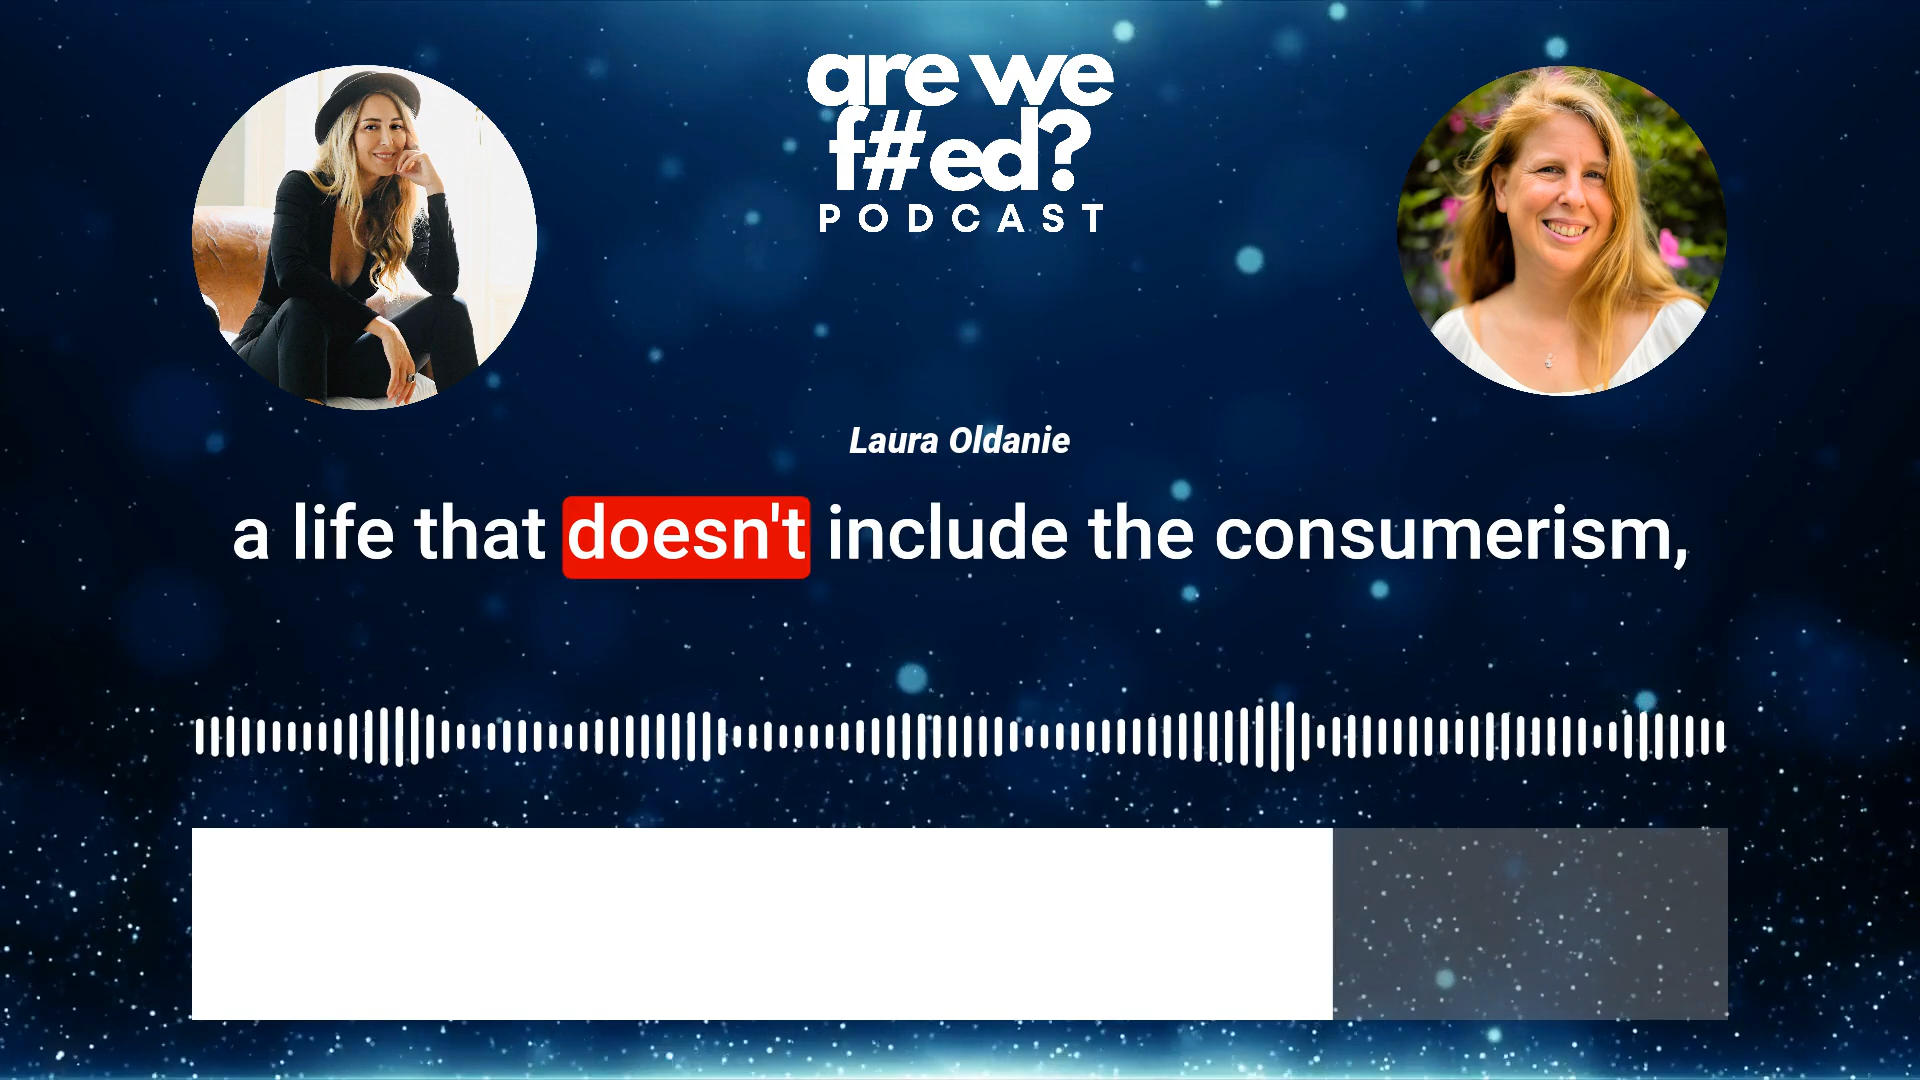 are we
f#ed?
PODCAST
Laura Oldanie
a life that doesn't include the consumerism,